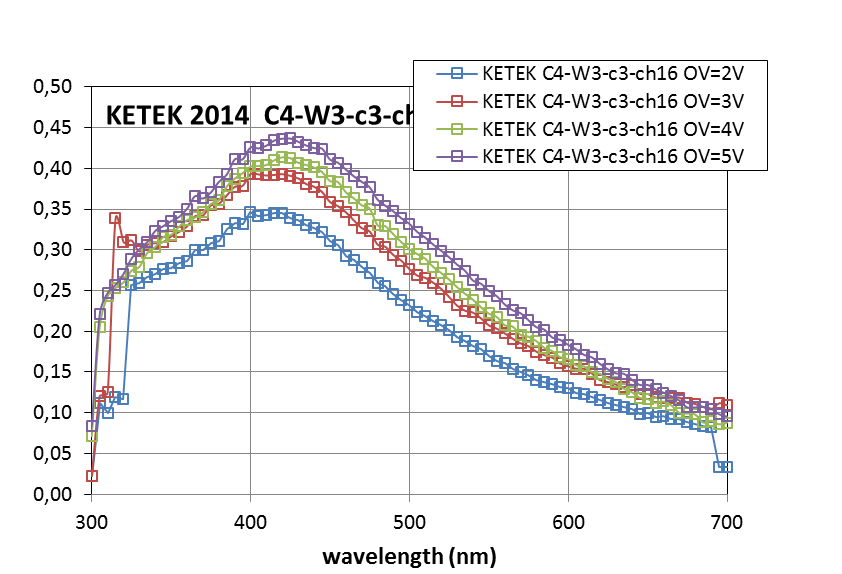 KETEK C4-W3-c3-ch16 OV=2V
KETEK C4-W3-c3-ch16 OV=3V
KETEK C4-W3-c3-ch16 OV=4V
KETEK C4-W3-c3-ch16 OV=5V
KETEK 2014 C4-W3-c3-ch
0,50
0,45
0,40
0,35
0,30
0,25
0,20
0,15
0,10
0,05
0,00
300
400
500
600
700
wavelength (nm)